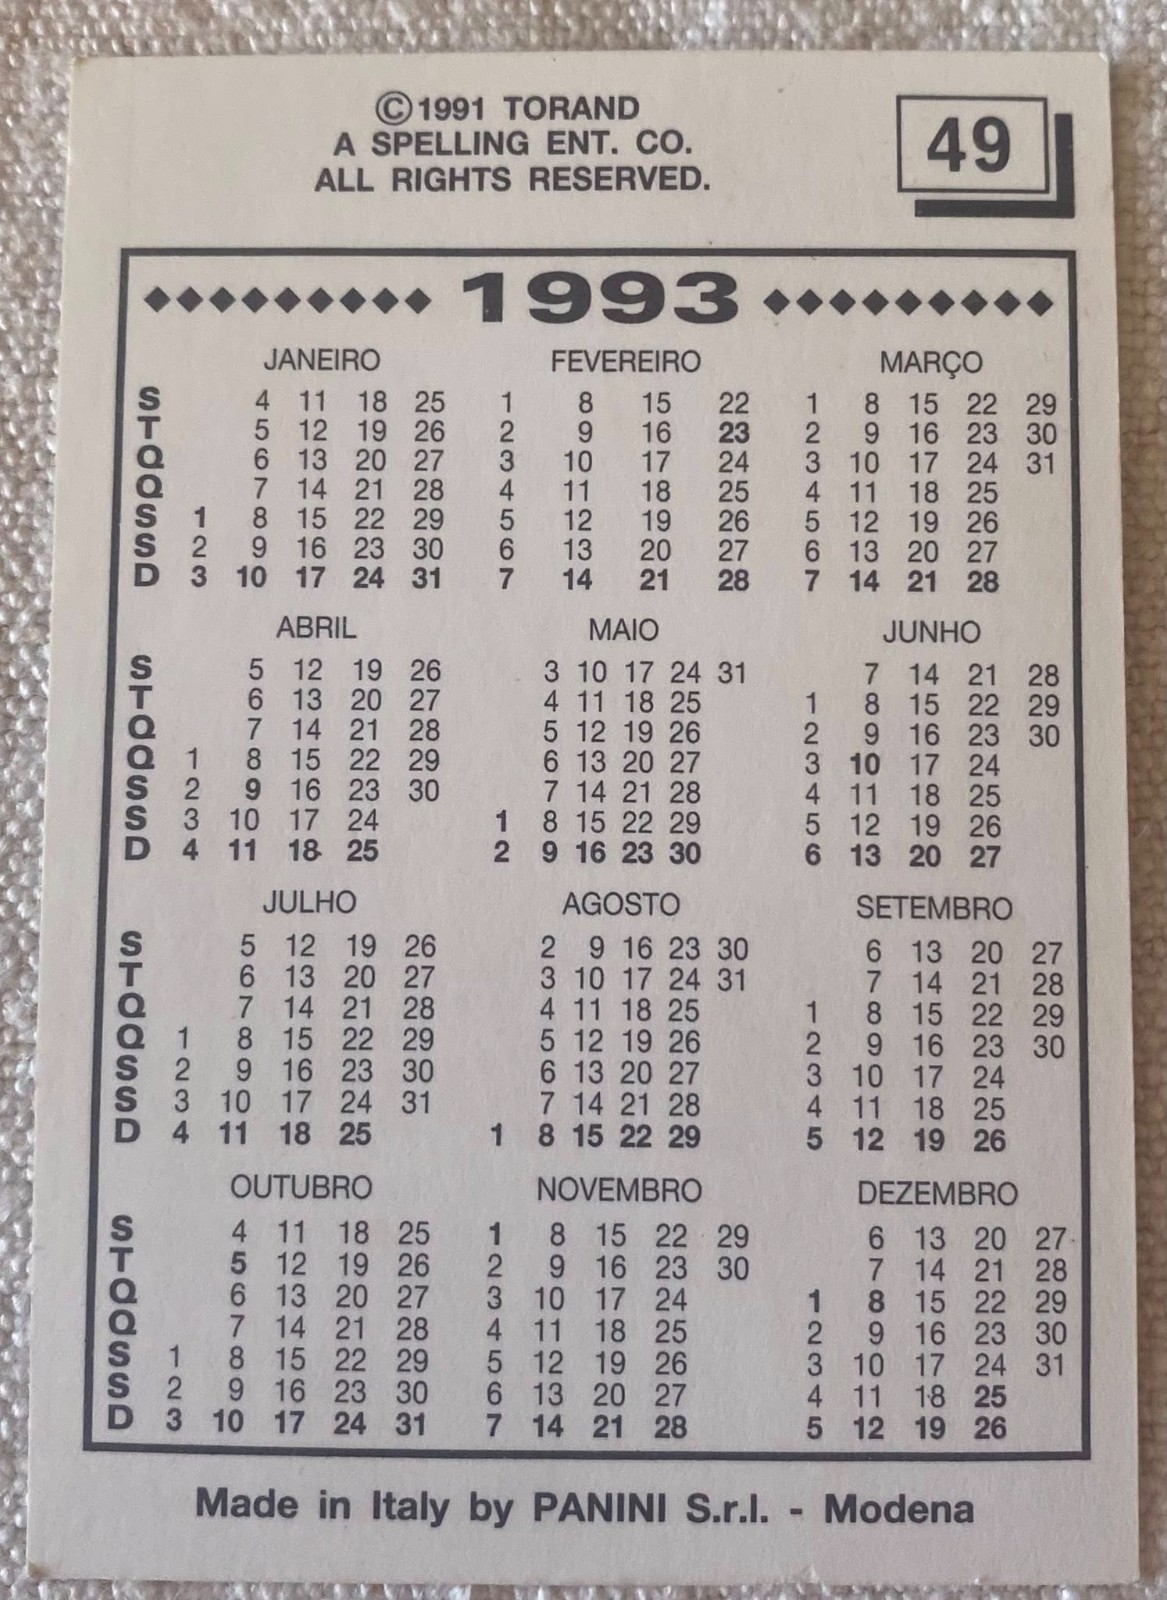 ©1991 TORAND
A SPELLING ENT. CO.
ALL RIGHTS RESERVED.
49
1993
JANEIRO FEVEREIRO MARÇO
S 4 11 18 25 1 8 15 22 1 8 15 22 29
T 5 12 19 26 2 9 16 23 2 9 16 23 30
Q 6 13 20 27 3 10 17 24 3 10 17 24 31
Q 7 14 21 28 4 11 18 25 4 11 18 25
S 1 8 15 22 29 5 12 19 26 5 12 19 26
S 2 9 16 23 30 6 13 20 27 6 13 20 27
D 3 10 17 24 31 7 14 21 28 7 14 21 28
ABRIL MAIO JUNHO
S 5 12 19 26 3 10 17 24 31 7 14 21 28
T 6 13 20 27 4 11 18 25 1 8 15 22 29
Q 7 14 21 28 5 12 19 26 2 9 16 23 30
Q 1 8 15 22 29 6 13 20 27 3 10 17 24
S 2 9 16 23 30 7 14 21 28 4 11 18 25
S 3 10 17 24 1 8 15 22 29 5 12 19 26
D 4 11 18 25 2 9 16 23 30 6 13 20 27
JULHO AGOSTO SETEMBRO
S 5 12 19 26 2 9 16 23 30 6 13 20 27
T 6 13 20 27 3 10 17 24 31 7 14 21 28
Q 7 14 21 28 4 11 18 25 1 8 15 22 29
Q 1 8 15 22 29 5 12 19 26 2 9 16 23 30
S 2 9 16 23 30 6 13 20 27 3 10 17 24
S 3 10 17 24 31 7 14 21 28 4 11 18 25
D 4 11 18 25 1 8 15 22 29 5 12 19 26
OUTUBRO NOVEMBRO DEZEMBRO
S 4 11 18 25 1 8 15 22 29 6 13 20 27
T 5 12 19 26 2 9 16 23 30 7 14 21 28
Q 6 13 20 27 3 10 17 24 1 8 15 22 29
Q 7 14 21 28 4 11 18 25 2 9 16 23 30
S 1 8 15 22 29 5 12 19 26 3 10 17 24 31
S 2 9 16 23 30 6 13 20 27 4 11 18 25
D 3 10 17 24 31 7 14 21 28 5 12 19 26
Made in Italy by PANINI S.r.l. - Modena